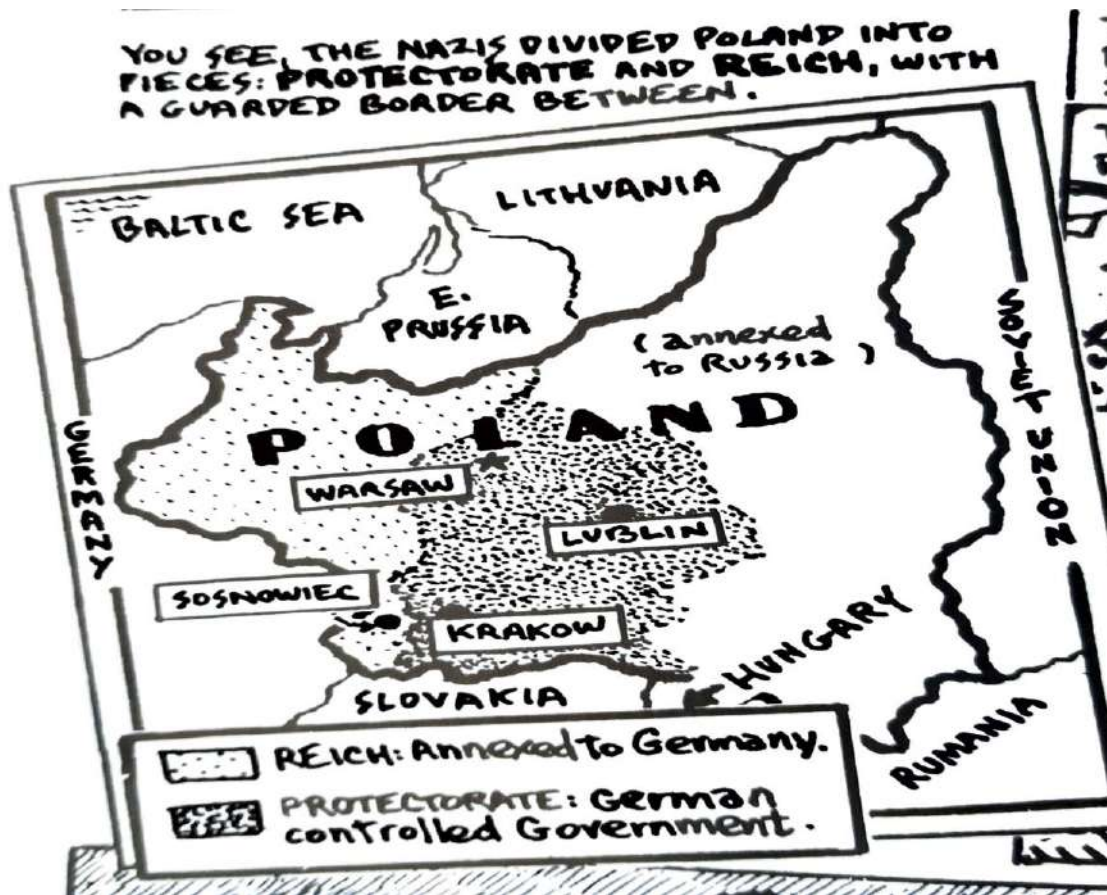 YOU SEE, THE NAZIS DIVIDED POLAND INTO
PIECES: PROTECTORATE AND REICH, WITH
A GUARDED BORDER BETWEEN.
BALTIC SEA
LITHUANIA
E.
PRUSSIA
(annexed
to RUSSIA)
SOVIET UNION
GERMANY
POLAND
WARSAW
LUBLIN
SOSNOWIEC
KRAKOW
HUNGARY
SLOVAKIA
RUMANIA
REICH: Annexed to Germany.
PROTECTORATE: German
controlled Government.